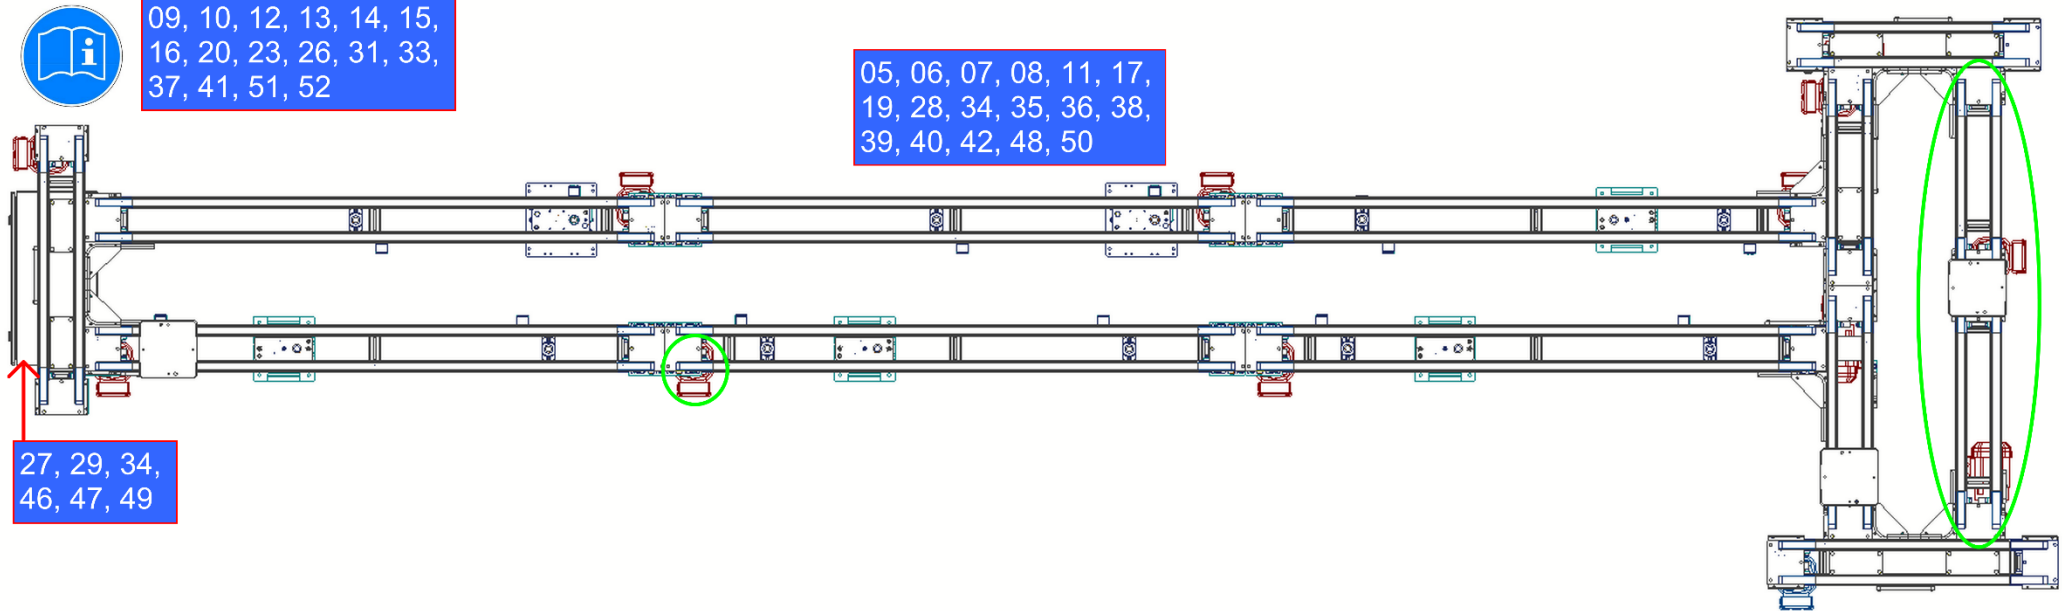 09, 10, 12, 13, 14, 15,
16, 20, 23, 26, 31, 33,
37, 41, 51, 52
05, 06, 07, 08, 11, 17,
19, 28, 34, 35, 36, 38,
39, 40, 42, 48, 50
27, 29, 34,
46, 47, 49